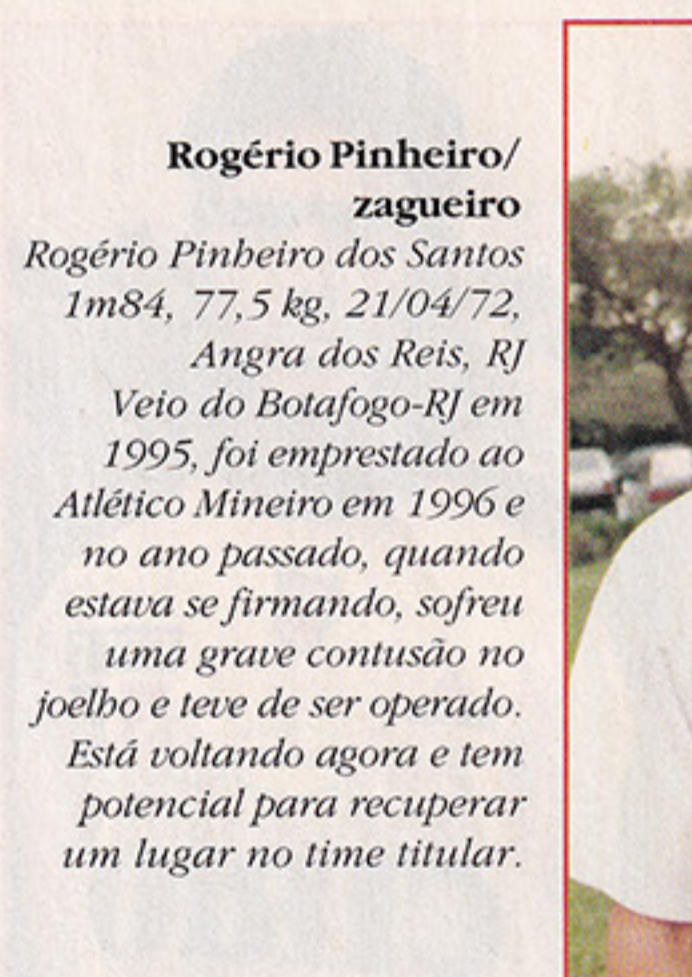 Rogério Pinheiro/
zagueiro
Rogério Pinheiro dos Santos
1m84, 77,5 kg, 21/04/72,
Angra dos Reis, RJ
Veio do Botafogo-RJ em
1995, foi emprestado ao
Atlético Mineiro em 1996 e
no ano passado, quando
estava se firmando, sofreu
uma grave contusão no
joelho e teve de ser operado.
Está voltando agora e tem
potencial para recuperar
um lugar no time titular.